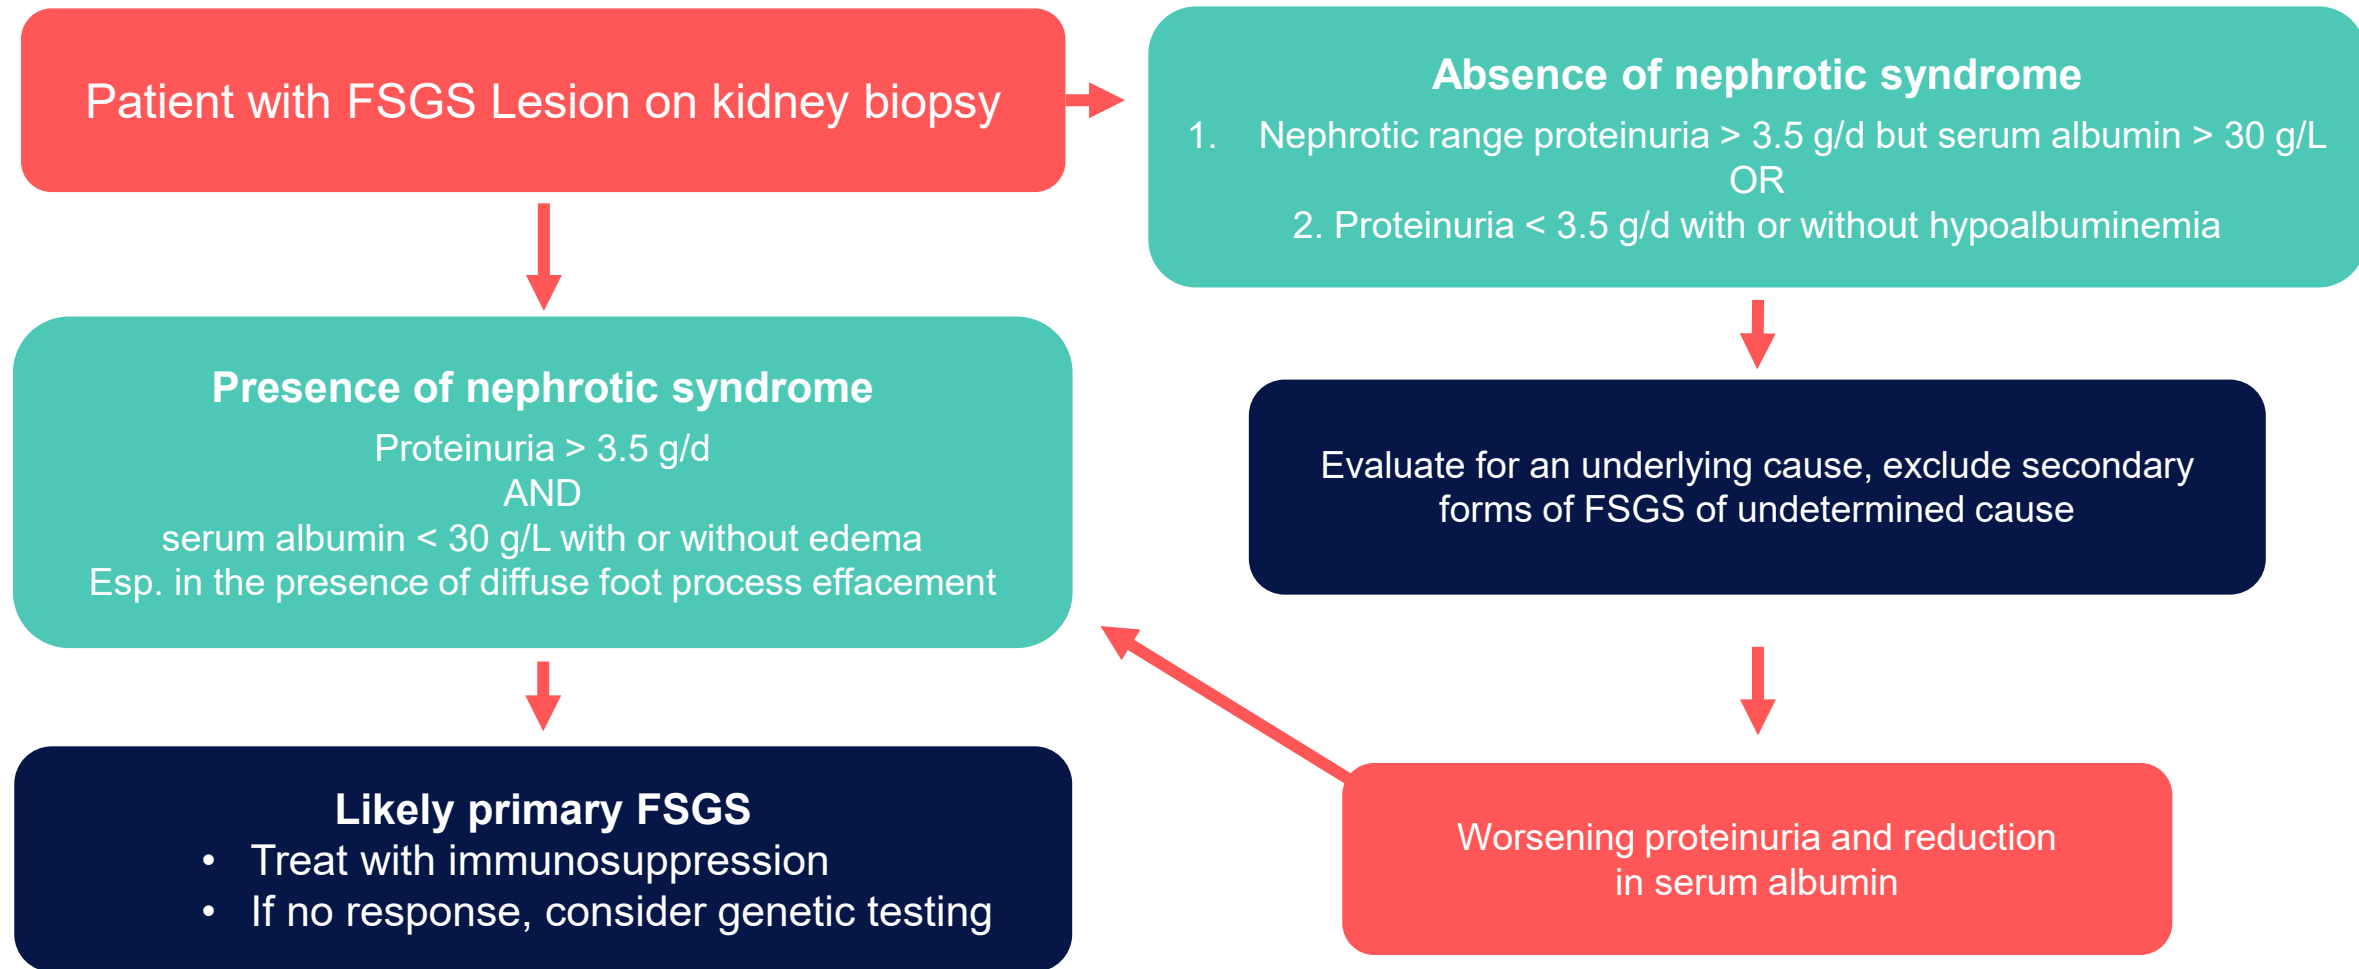 Patient with FSGS Lesion on kidney biopsy
Absence of nephrotic syndrome
1. Nephrotic range proteinuria > 3.5 g/d but serum albumin > 30 g/L
OR
2. Proteinuria < 3.5 g/d with or without hypoalbuminemia
Presence of nephrotic syndrome
Proteinuria > 3.5 g/d
AND
serum albumin < 30 g/L with or without edema
Esp. in the presence of diffuse foot process effacement
Evaluate for an underlying cause, exclude secondary
forms of FSGS of undetermined cause
Likely primary FSGS
• Treat with immunosuppression
• If no response, consider genetic testing
Worsening proteinuria and reduction
in serum albumin